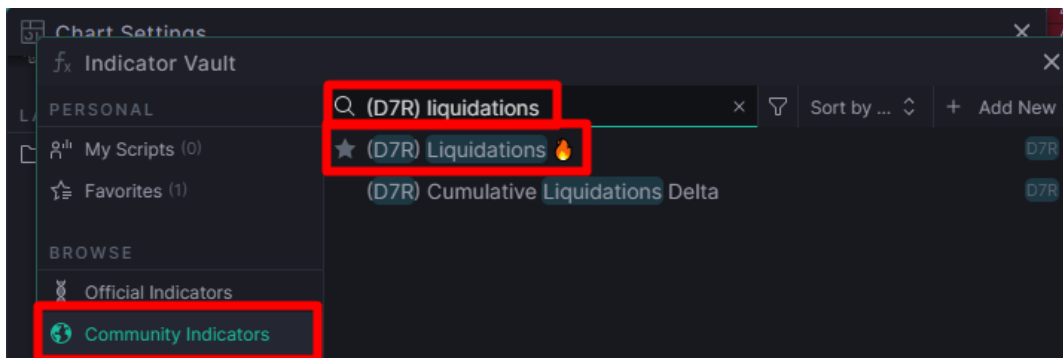 Chart Settings
Indicator Vault
PERSONAL
(D7R) liquidations
Sort by ...
+ Add New
My Scripts (0)
(D7R) Liquidations 🔥
D7R
Favorites (1)
(D7R) Cumulative Liquidations Delta
D7R
BROWSE
Official Indicators
Community Indicators